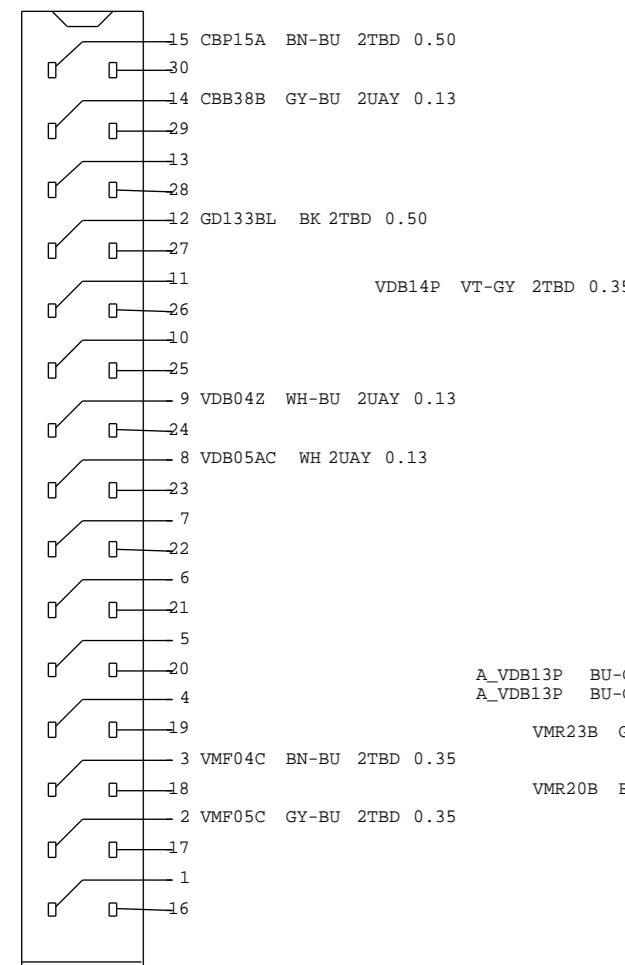 15 CBP15A BN-BU 2TBD 0.50
30
14 CBB38B GY-BU 2UAY 0.13
29
13
28
12 GD133BL BK 2TBD 0.50
27
11
VDB14P VT-GY 2TBD 0.35
26
10
25
9 VDB04Z WH-BU 2UAY 0.13
24
8 VDB05AC WH 2UAY 0.13
23
7
22
6
21
5
20
A_VDB13P BU-
4
A_VDB13P BU-
19
VMR23B
3 VMF04C BN-BU 2TBD 0.35
18
VMR20B
2 VMF05C GY-BU 2TBD 0.35
17
1
16